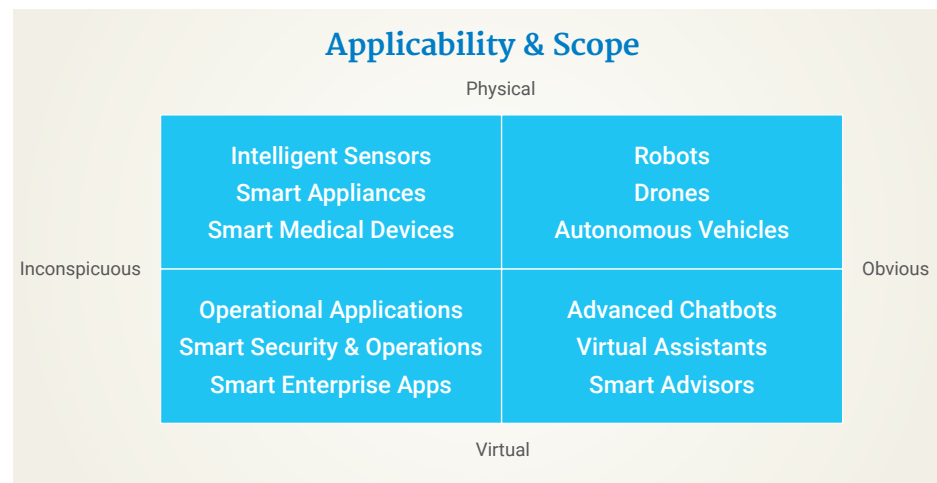 Applicability & Scope
Physical
Intelligent Sensors
Smart Appliances
Smart Medical Devices
Robots
Drones
Autonomous Vehicles
Inconspicuous
Obvious
Operational Applications
Smart Security & Operations
Smart Enterprise Apps
Advanced Chatbots
Virtual Assistants
Smart Advisors
Virtual